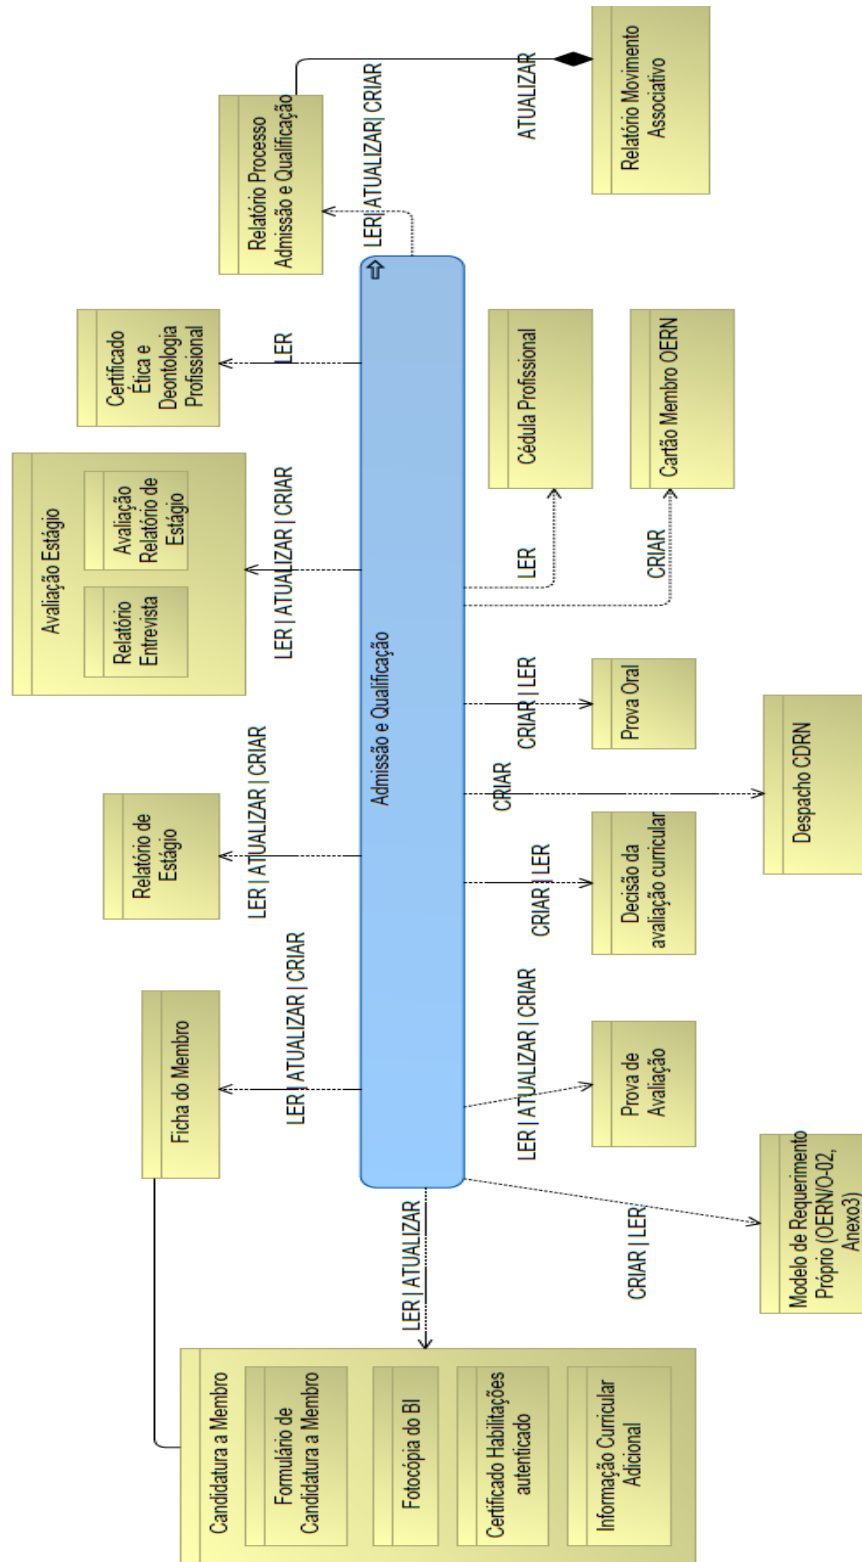 Candidatura a Membro
Formulário de
Candidatura a Membro
Fotocópia do BI
Certificado Habilitações
autenticado
Informação Curricular
Adicional
Ficha do Membro
Relatório de
Estágio
Avaliação Estágio
Relatório
Entrevista
Avaliação
Relatório de
Estágio
Certificado
Ética e
Deontologia
Profissional
Relatório Processo
Admissão e Qualificação
LER | ATUALIZAR
LER | ATUALIZAR | CRIAR
LER | ATUALIZAR | CRIAR
LER | ATUALIZAR | CRIAR
LER
LER| ATUALIZAR| CRIAR
Admissão e Qualificação
CRIAR | LER
LER | ATUALIZAR | CRIAR
CRIAR | LER
CRIAR
CRIAR | LER
LER
CRIAR
ATUALIZAR
Modelo de Requerimento
Próprio (OERN/O-02,
Anexo3)
Prova de
Avaliação
Decisão da
avaliação curricular
Despacho CDRN
Prova Oral
Cédula Profissional
Cartão Membro OERN
Relatório Movimento
Associativo